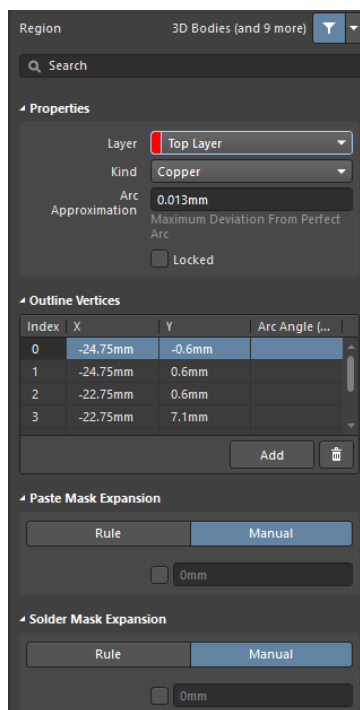 Region 3D Bodies (and 9 more)
Search
Properties
Layer Top Layer
Kind Copper
Arc Approximation 0.013mm
Maximum Deviation From Perfect
Arc
Locked
Outline Vertices
Index X Y Arc Angle (...
0 -24.75mm -0.6mm
1 -24.75mm 0.6mm
2 -22.75mm 0.6mm
3 -22.75mm 7.1mm
Add
Paste Mask Expansion
Rule Manual
0mm
Solder Mask Expansion
Rule Manual
0mm